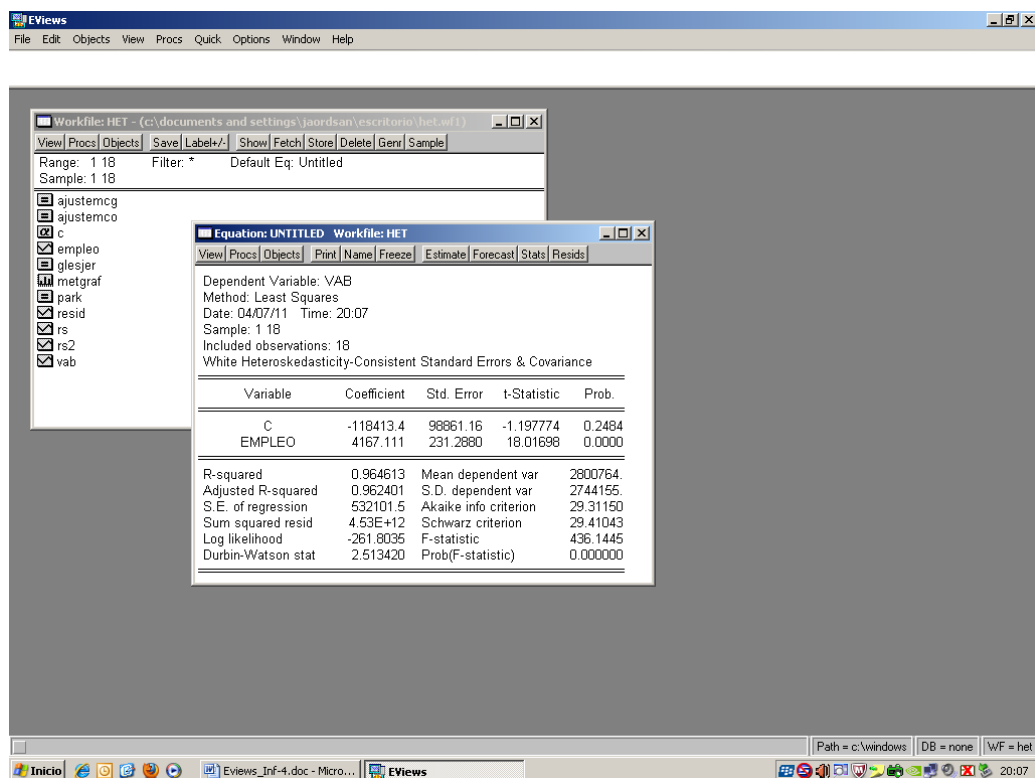 EViews
File Edit Objects View Procs Quick Options Window Help
Workfile: HET - (c:\documents and settings\jaordsan\escritorio\het.wf1)
View Procs Objects Save Label+/- Show Fetch Store Delete Genr Sample
Range: 1 18 Filter: * Default Eq: Untitled
Sample: 1 18
ajustemcg
ajustemco
c
empleo
glesjer
metgraf
park
resid
rs
rs2
vab
Equation: UNTITLED Workfile: HET
View Procs Objects Print Name Freeze Estimate Forecast Stats Resids
Dependent Variable: VAB
Method: Least Squares
Date: 04/07/11 Time: 20:07
Sample: 1 18
Included observations: 18
White Heteroskedasticity-Consistent Standard Errors & Covariance
Variable Coefficient Std. Error t-Statistic Prob.
C -118413.4 98861.16 -1.197774 0.2484
EMPLEO 4167.111 231.2880 18.01698 0.0000
R-squared 0.964613 Mean dependent var 2800764.
Adjusted R-squared 0.962401 S.D. dependent var 2744155.
S.E. of regression 532101.5 Akaike info criterion 29.31150
Sum squared resid 4.53E+12 Schwarz criterion 29.41043
Log likelihood -261.8035 F-statistic 436.1445
Durbin-Watson stat 2.513420 Prob(F-statistic) 0.000000
Path = c:\windows DB = none WF = het
Inicio Eviews_Inf-4.doc - Micro... EViews 20:07